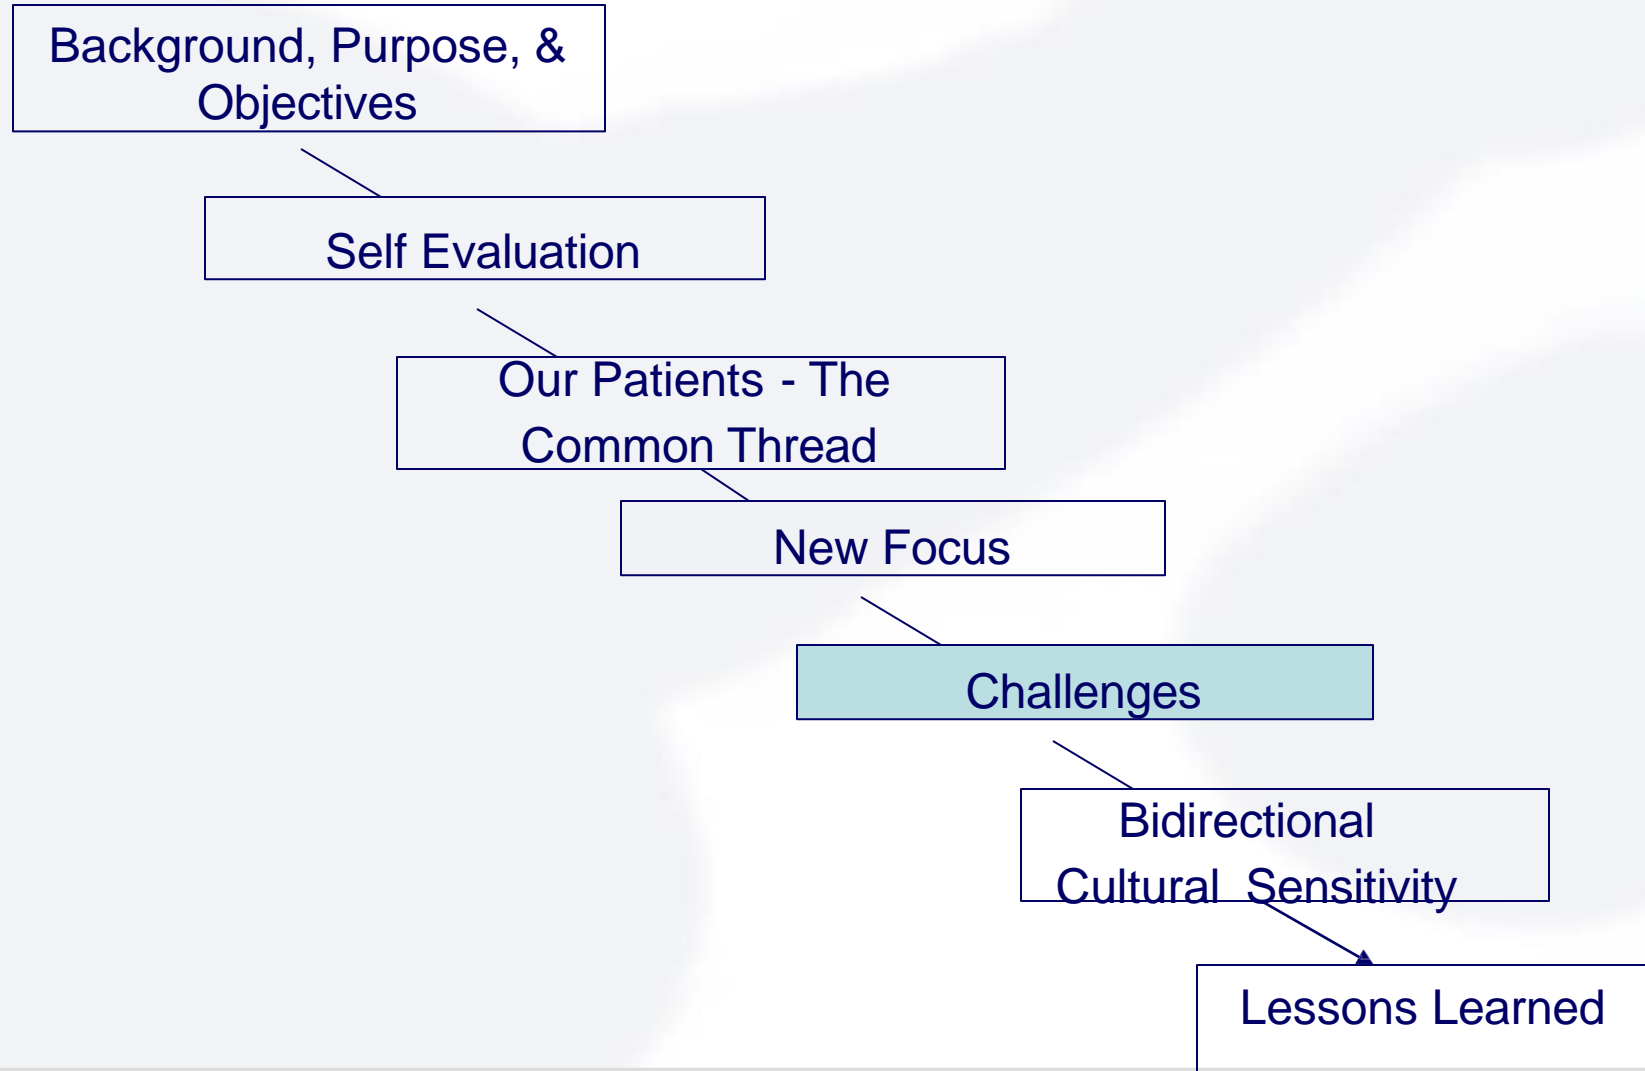 Background, Purpose, &
Objectives
Self Evaluation
Our Patients - The
Common Thread
New Focus
Challenges
Bidirectional
Cultural Sensitivity
Lessons Learned